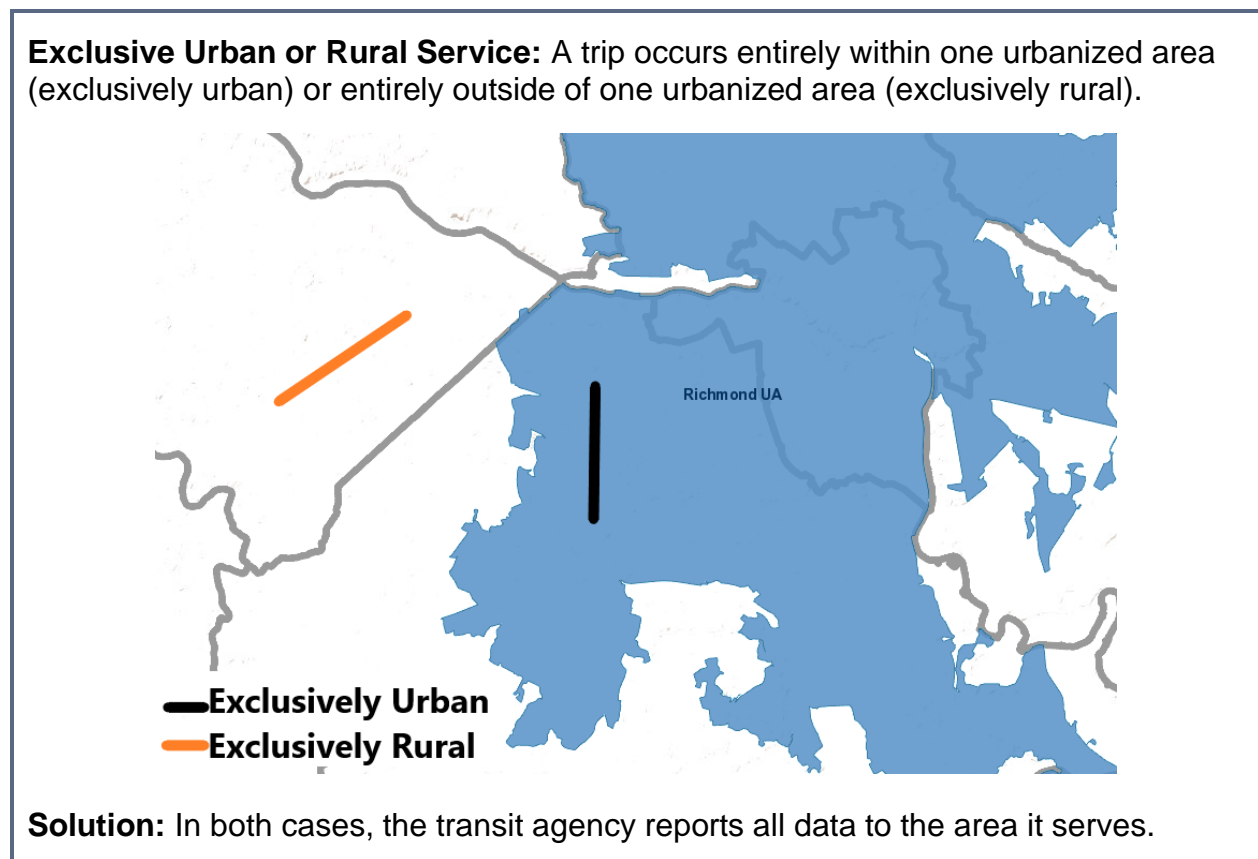 Exclusive Urban or Rural Service: A trip occurs entirely within one urbanized area
(exclusively urban) or entirely outside of one urbanized area (exclusively rural).
Richmond UA
Exclusively Urban
Exclusively Rural
Solution: In both cases, the transit agency reports all data to the area it serves.